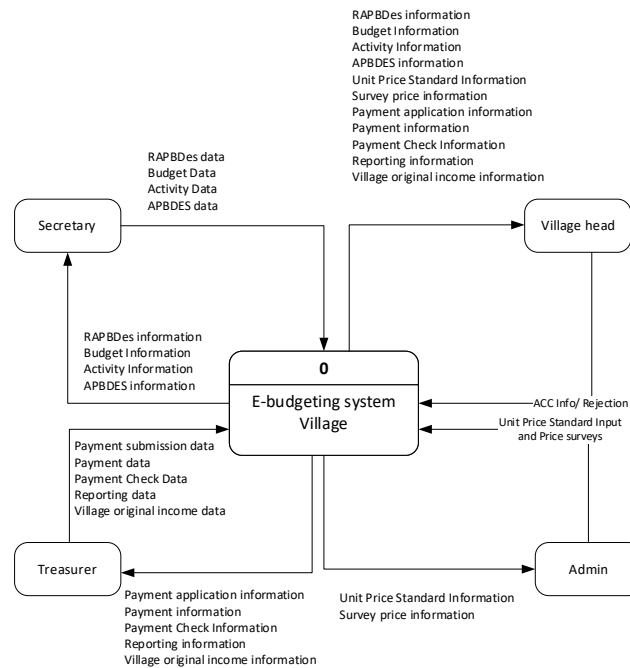 RAPBDes information
Budget Information
Activity Information
APBDES information
Unit Price Standard Information
Survey price information
Payment application information
Payment information
Payment Check Information
Reporting information
Village original income information
RAPBDes data
Budget Data
Activity Data
APBDES data
Secretary
Village head
RAPBDes information
Budget Information
Activity Information
APBDES information
0
E-budgeting system
Village
ACC Info/ Rejection
Unit Price Standard Input
and Price surveys
Payment submission data
Payment data
Payment Check Data
Reporting data
Village original income data
Treasurer
Admin
Payment application information
Payment information
Payment Check Information
Reporting information
Village original income information
Unit Price Standard Information
Survey price information